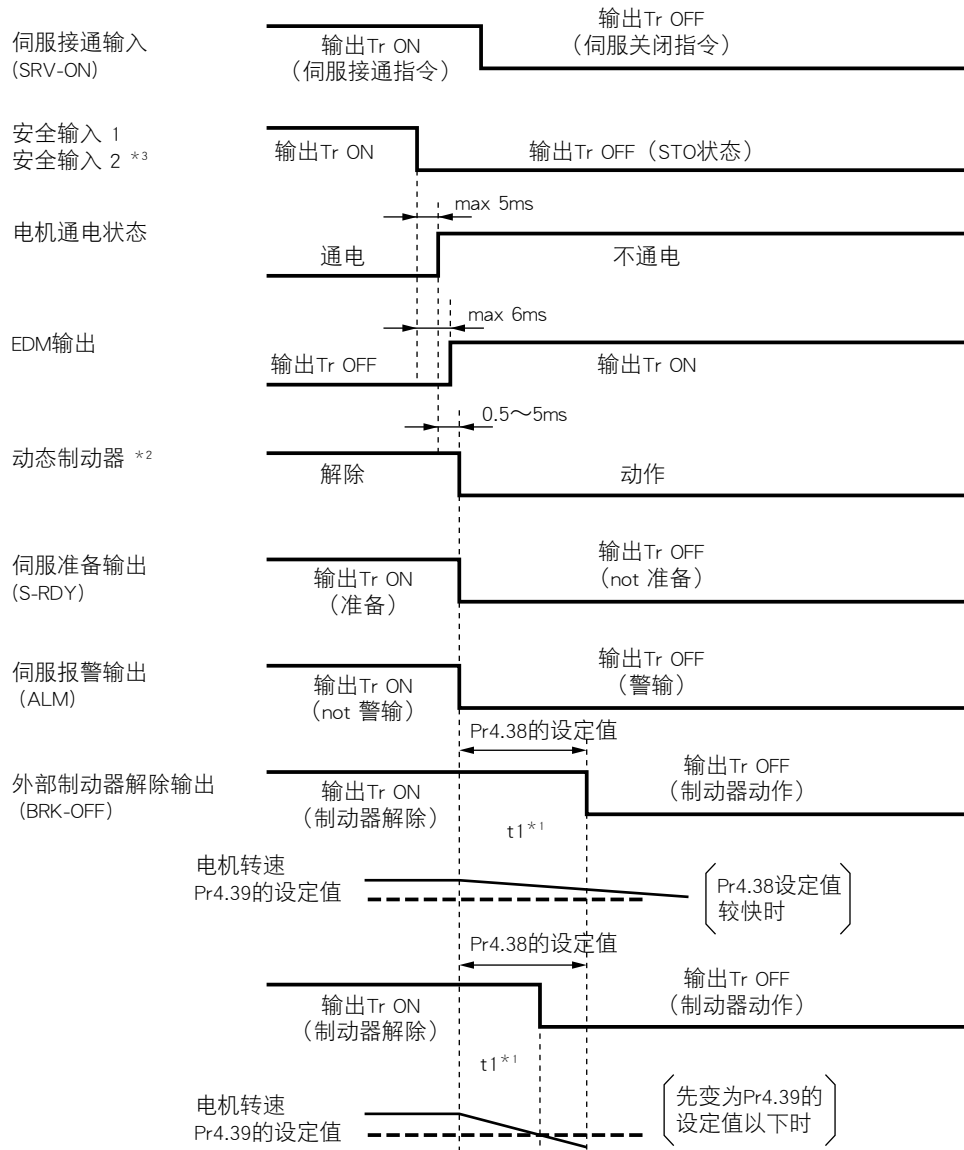 伺服接通输入
(SRV-ON)
输出Tr ON
（伺服接通指令）
输出Tr OFF
（伺服关闭指令）
安全输入 1
安全输入 2 *3
输出Tr ON
输出Tr OFF（STO状态）
max 5ms
电机通电状态
通电
不通电
max 6ms
EDM输出
输出Tr OFF
输出Tr ON
0.5～5ms
动态制动器 *2
解除
动作
伺服准备输出
(S-RDY)
输出Tr ON
（准备）
输出Tr OFF
（not 准备）
伺服报警输出
（ALM）
输出Tr ON
（not 警输）
输出Tr OFF
（警输）
Pr4.38的设定值
外部制动器解除输出
（BRK-OFF）
输出Tr ON
（制动器解除）
输出Tr OFF
（制动器动作）
t1*1
电机转速
Pr4.39的设定值
Pr4.38设定值
较快时
Pr4.38的设定值
输出Tr ON
（制动器解除）
输出Tr OFF
（制动器动作）
t1*1
电机转速
Pr4.39的设定值
先变为Pr4.39的
设定值以下时